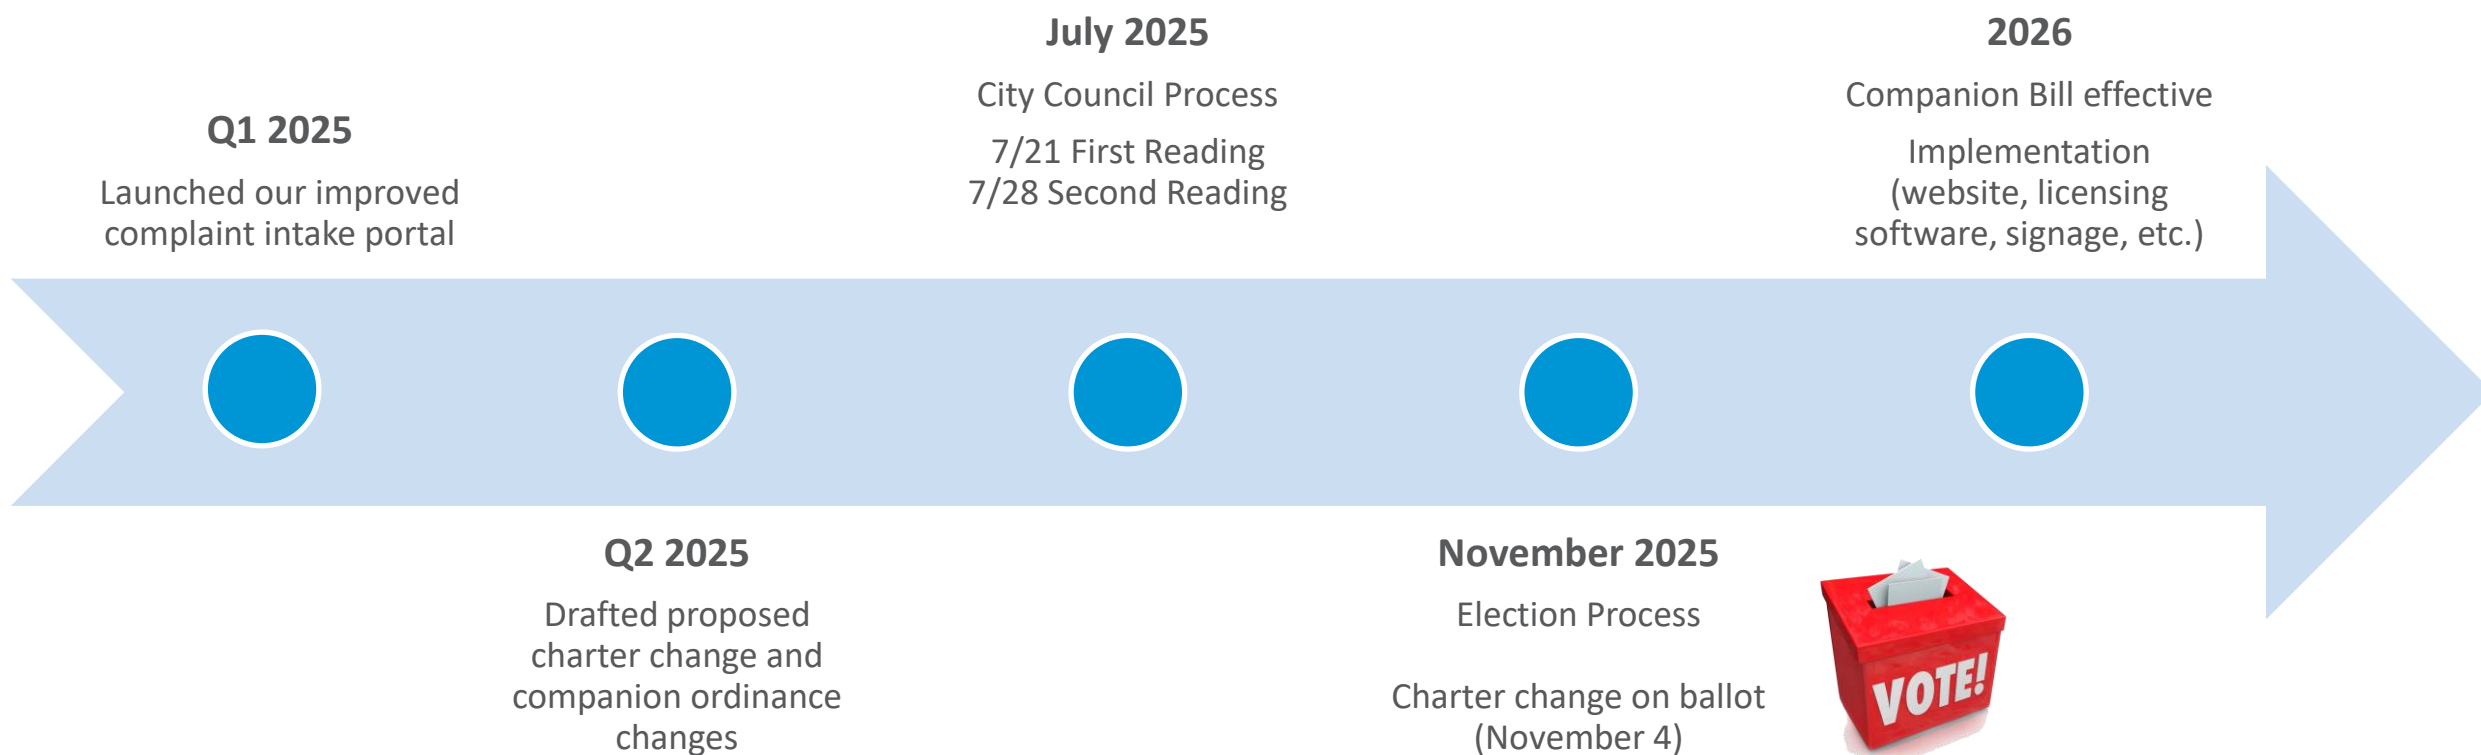 Q1 2025
Launched our improved
complaint intake portal
Q2 2025
Drafted proposed
charter change and
companion ordinance
changes
July 2025
City Council Process
7/21 First Reading
7/28 Second Reading
November 2025
Election Process
Charter change on ballot
(November 4)
VOTE!
2026
Companion Bill effective
Implementation
(website, licensing
software, signage, etc.)